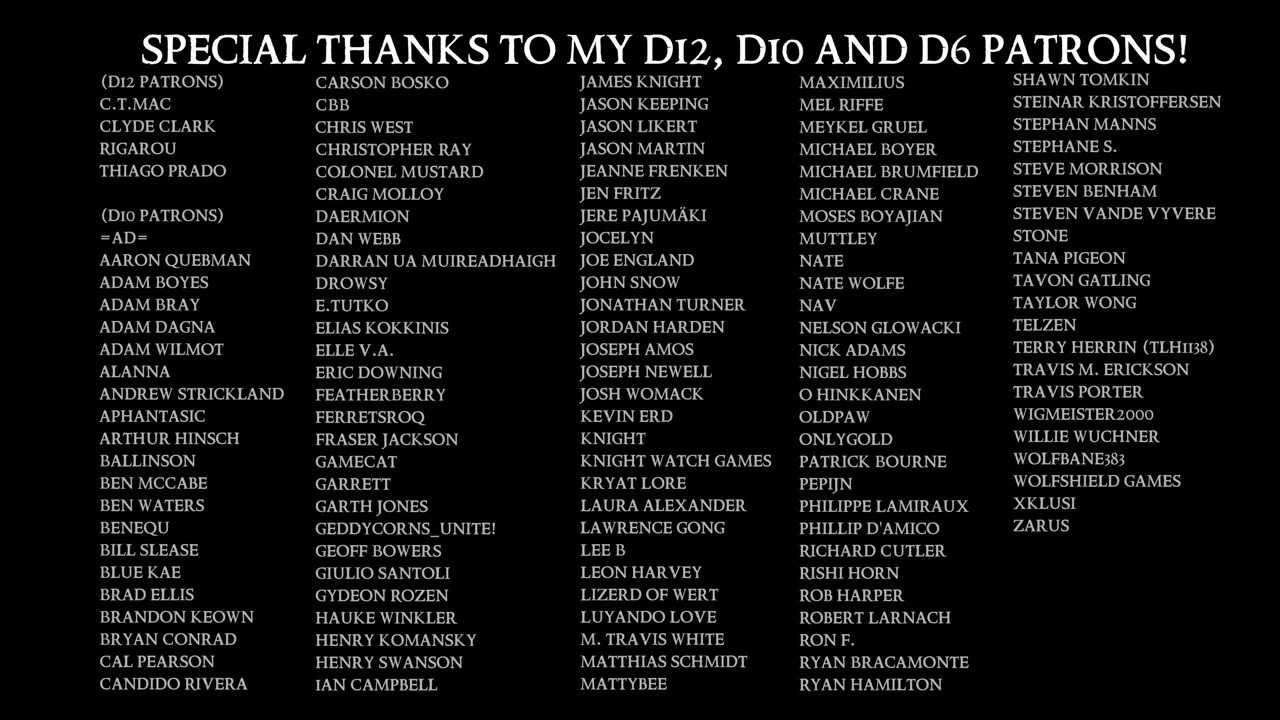 SPECIAL THANKS TO MY D12, D10 AND D6 PATRONS!
(D12 PATRONS)
C.T.MAC
CLYDE CLARK
RIGAROU
THIAGO PRADO
(D10 PATRONS)
=AD=
AARON QUEBMAN
ADAM BOYES
ADAM BRAY
ADAM DAGNA
ADAM WILMOT
ALANNA
ANDREW STRICKLAND
APHANTASIC
ARTHUR HINSCH
BALLINSON
BEN MCCABE
BEN WATERS
BENEQU
BILL SLEASE
BLUE KAE
BRAD ELLIS
BRANDON KEOWN
BRYAN CONRAD
CAL PEARSON
CANDIDO RIVERA
CARSON BOSKO
CBB
CHRIS WEST
CHRISTOPHER RAY
COLONEL MUSTARD
CRAIG MOLLOY
DAERMION
DAN WEBB
DARRAN UA MUIREADHAIGH
DROWSY
E.TUTKO
ELIAS KOKKINIS
ELLE V.A.
ERIC DOWNING
FEATHERBERRY
FERRETSROQ
FRASER JACKSON
GAMECAT
GARRETT
GARTH JONES
GEDDYCORNS_UNITE!
GEOFF BOWERS
GIULIO SANTOLI
GYDEON ROZEN
HAUKE WINKLER
HENRY KOMANSKY
HENRY SWANSON
IAN CAMPBELL
JAMES KNIGHT
JASON KEEPING
JASON LIKERT
JASON MARTIN
JEANNE FRENKEN
JEN FRITZ
JERE PAJUMÄKI
JOCELYN
JOE ENGLAND
JOHN SNOW
JONATHAN TURNER
JORDAN HARDEN
JOSEPH AMOS
JOSEPH NEWELL
JOSH WOMACK
KEVIN ERD
KNIGHT
KNIGHT WATCH GAMES
KRYAT LORE
LAURA ALEXANDER
LAWRENCE GONG
LEE B
LEON HARVEY
LIZERD OF WERT
LUYANDO LOVE
M. TRAVIS WHITE
MATTHIAS SCHMIDT
MATTYBEE
MAXIMILIUS
MEL RIFFE
MEYKEL GRUEL
MICHAEL BOYER
MICHAEL BRUMFIELD
MICHAEL CRANE
MOSES BOYAJIAN
MUTTLEY
NATE
NATE WOLFE
NAV
NELSON GLOWACKI
NICK ADAMS
NIGEL HOBBS
O HINKKANEN
OLDPAW
ONLYGOLD
PATRICK BOURNE
PEPIJN
PHILIPPE LAMIRAUX
PHILLIP D'AMICO
RICHARD CUTLER
RISHI HORN
ROB HARPER
ROBERT LARNACH
RON F.
RYAN BRACAMONTE
RYAN HAMILTON
SHAWN TOMKIN
STEINAR KRISTOFFERSEN
STEPHAN MANNS
STEPHANE S.
STEVE MORRISON
STEVEN BENHAM
STEVEN VANDE VYVERE
STONE
TANA PIGEON
TAVON GATLING
TAYLOR WONG
TELZEN
TERRY HERRIN (TLH1138)
TRAVIS M. ERICKSON
TRAVIS PORTER
WIGMEISTER2000
WILLIE WUCHNER
WOLFBANE383
WOLFSHIELD GAMES
XKLUSI
ZARUS